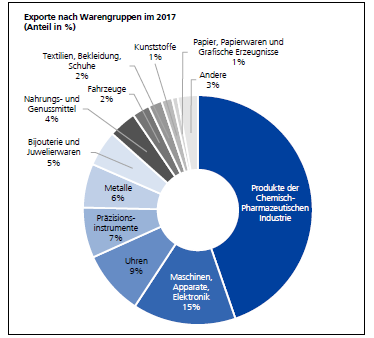 Exporte nach Warengruppen im 2017
(Anteil in %)
Kunststoffe
1%
Papier, Papierwaren und
Grafische Erzeugnisse
1%
Textilien, Bekleidung,
Schuhe
2%
Andere
3%
Fahrzeuge
2%
Nahrungs- und
Genussmittel
4%
Bijouterie und
Juwelierwaren
5%
Metalle
6%
Präzisions-
instrumente
7%
Uhren
9%
Maschinen,
Apparate,
Elektronik
15%
Produkte der
Chemisch-
Pharmazeutischen
Industrie